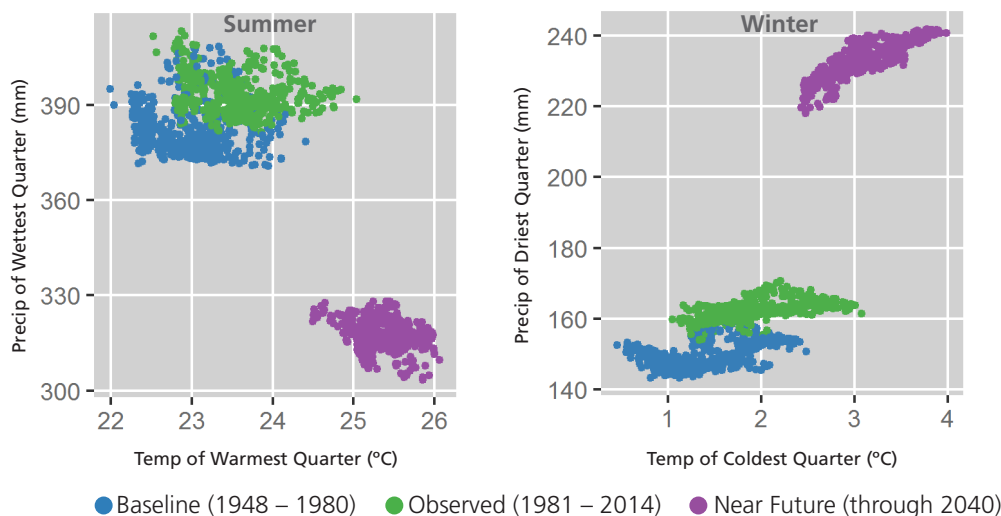 Summer
Precip of Wettest Quarter (mm)
390
360
330
300
22 23 24 25 26
Temp of Warmest Quarter (ºC)
Winter
Precip of Driest Quarter (mm)
240
220
200
180
160
140
1 2 3 4
Temp of Coldest Quarter (ºC)
Baseline (1948 – 1980) Observed (1981 – 2014) Near Future (through 2040)